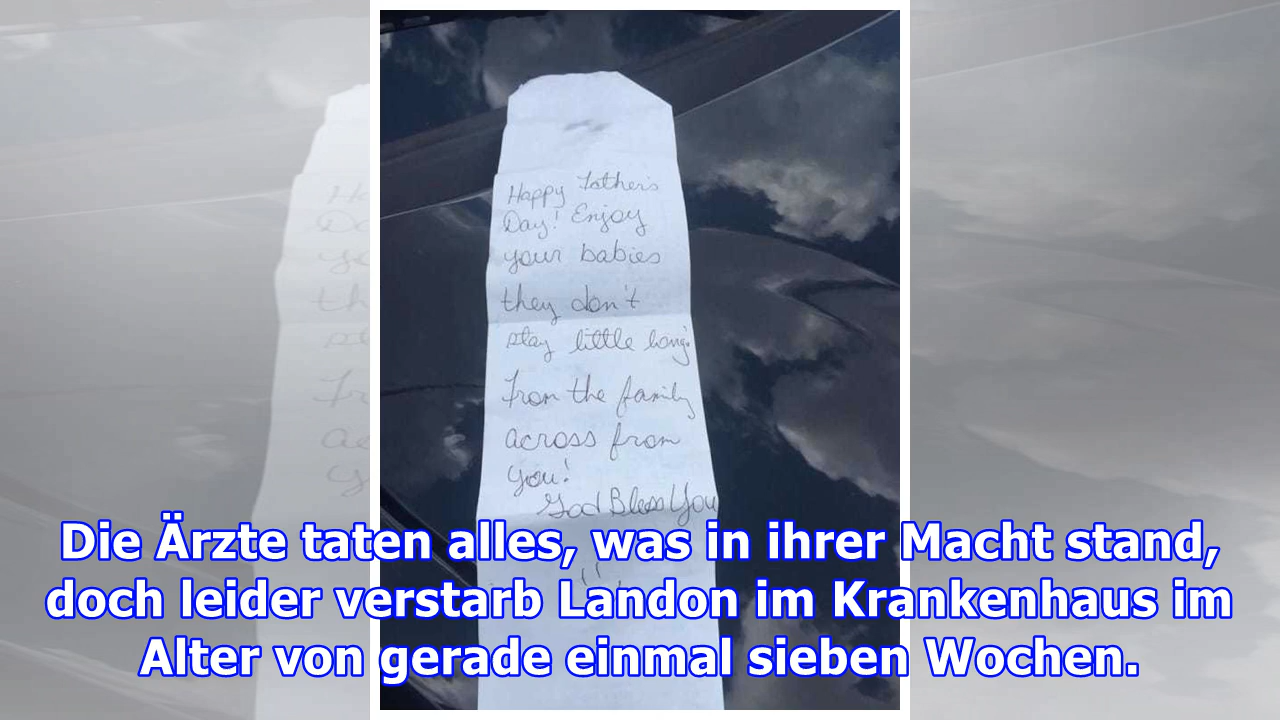 Happy Father's
Day! Enjoy
your babies
they don't
stay little long!
From the family
across from
you!
God Bless You
Die Ärzte taten alles, was in ihrer Macht stand,
doch leider verstarb Landon im Krankenhaus im
Alter von gerade einmal sieben Wochen.